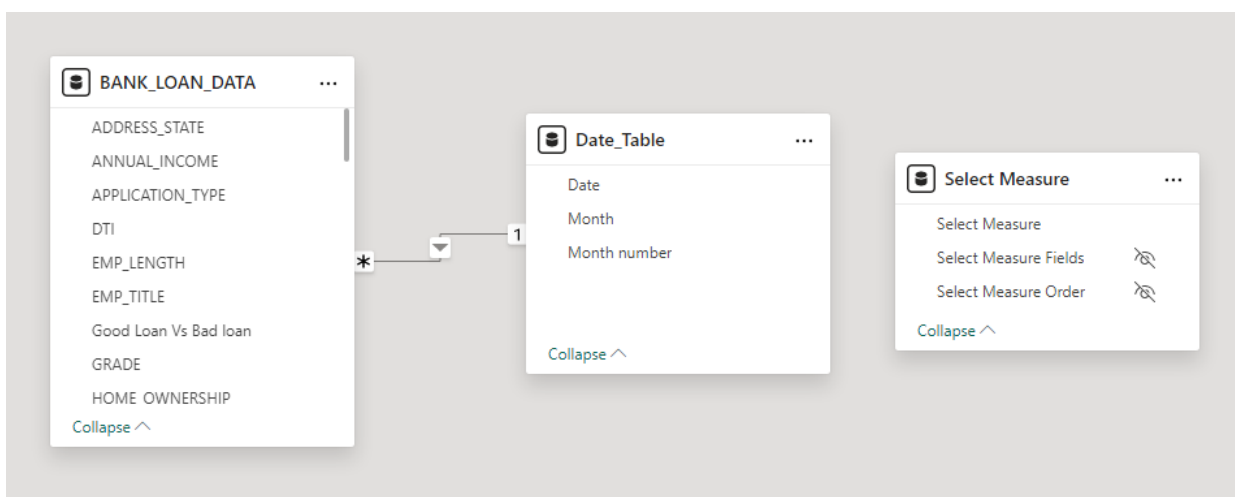 BANK_LOAN_DATA
ADDRESS_STATE
ANNUAL_INCOME
APPLICATION_TYPE
DTI
EMP_LENGTH
EMP_TITLE
Good Loan Vs Bad loan
GRADE
HOME_OWNERSHIP
Collapse
*
1
Date_Table
Date
Month
Month number
Collapse
Select Measure
Select Measure
Select Measure Fields
Select Measure Order
Collapse